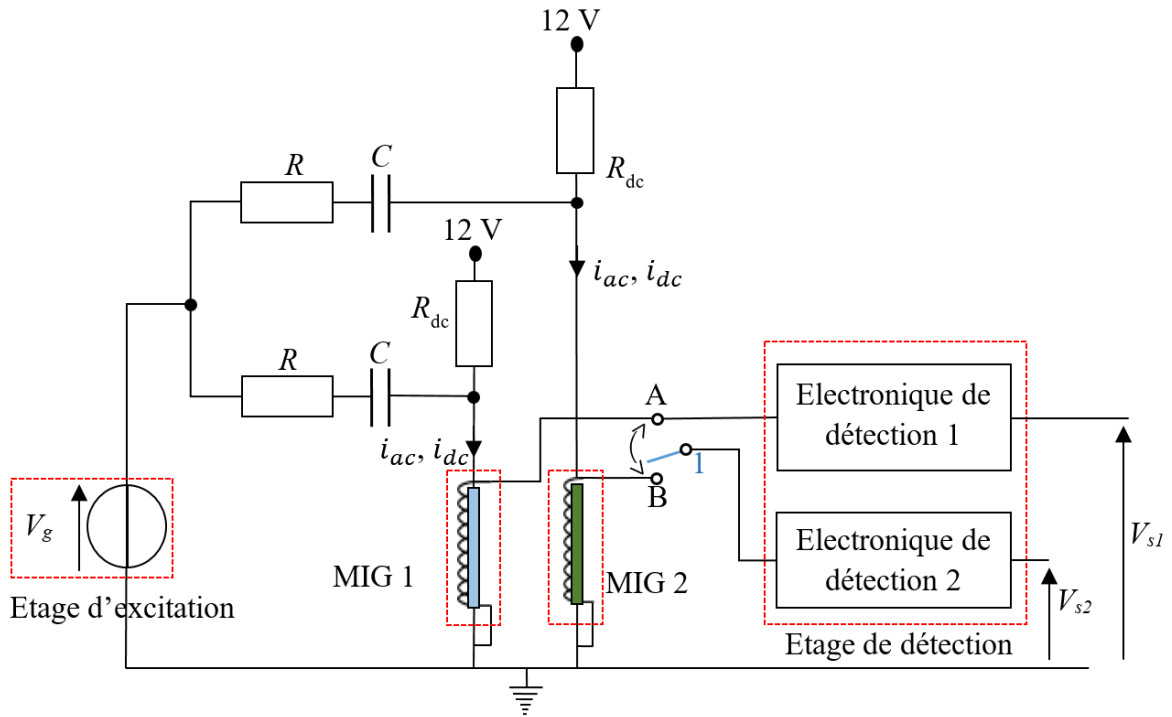 12 V
R
C
R_dc
12 V
i_ac, i_dc
R_dc
R
C
A
i_ac, i_dc
1
B
Electronique de
détection 1
V_g
MIG 1
MIG 2
Electronique de
détection 2
V_s1
V_s2
Etage d’excitation
Etage de détection